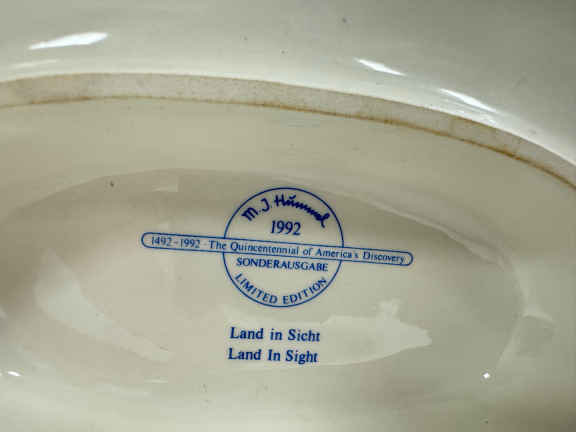 M. J. Hummel
1992
1492-1992 · The Quincentennial of America's Discovery
SONDERAUSGABE
LIMITED EDITION
Land in Sicht
Land In Sight